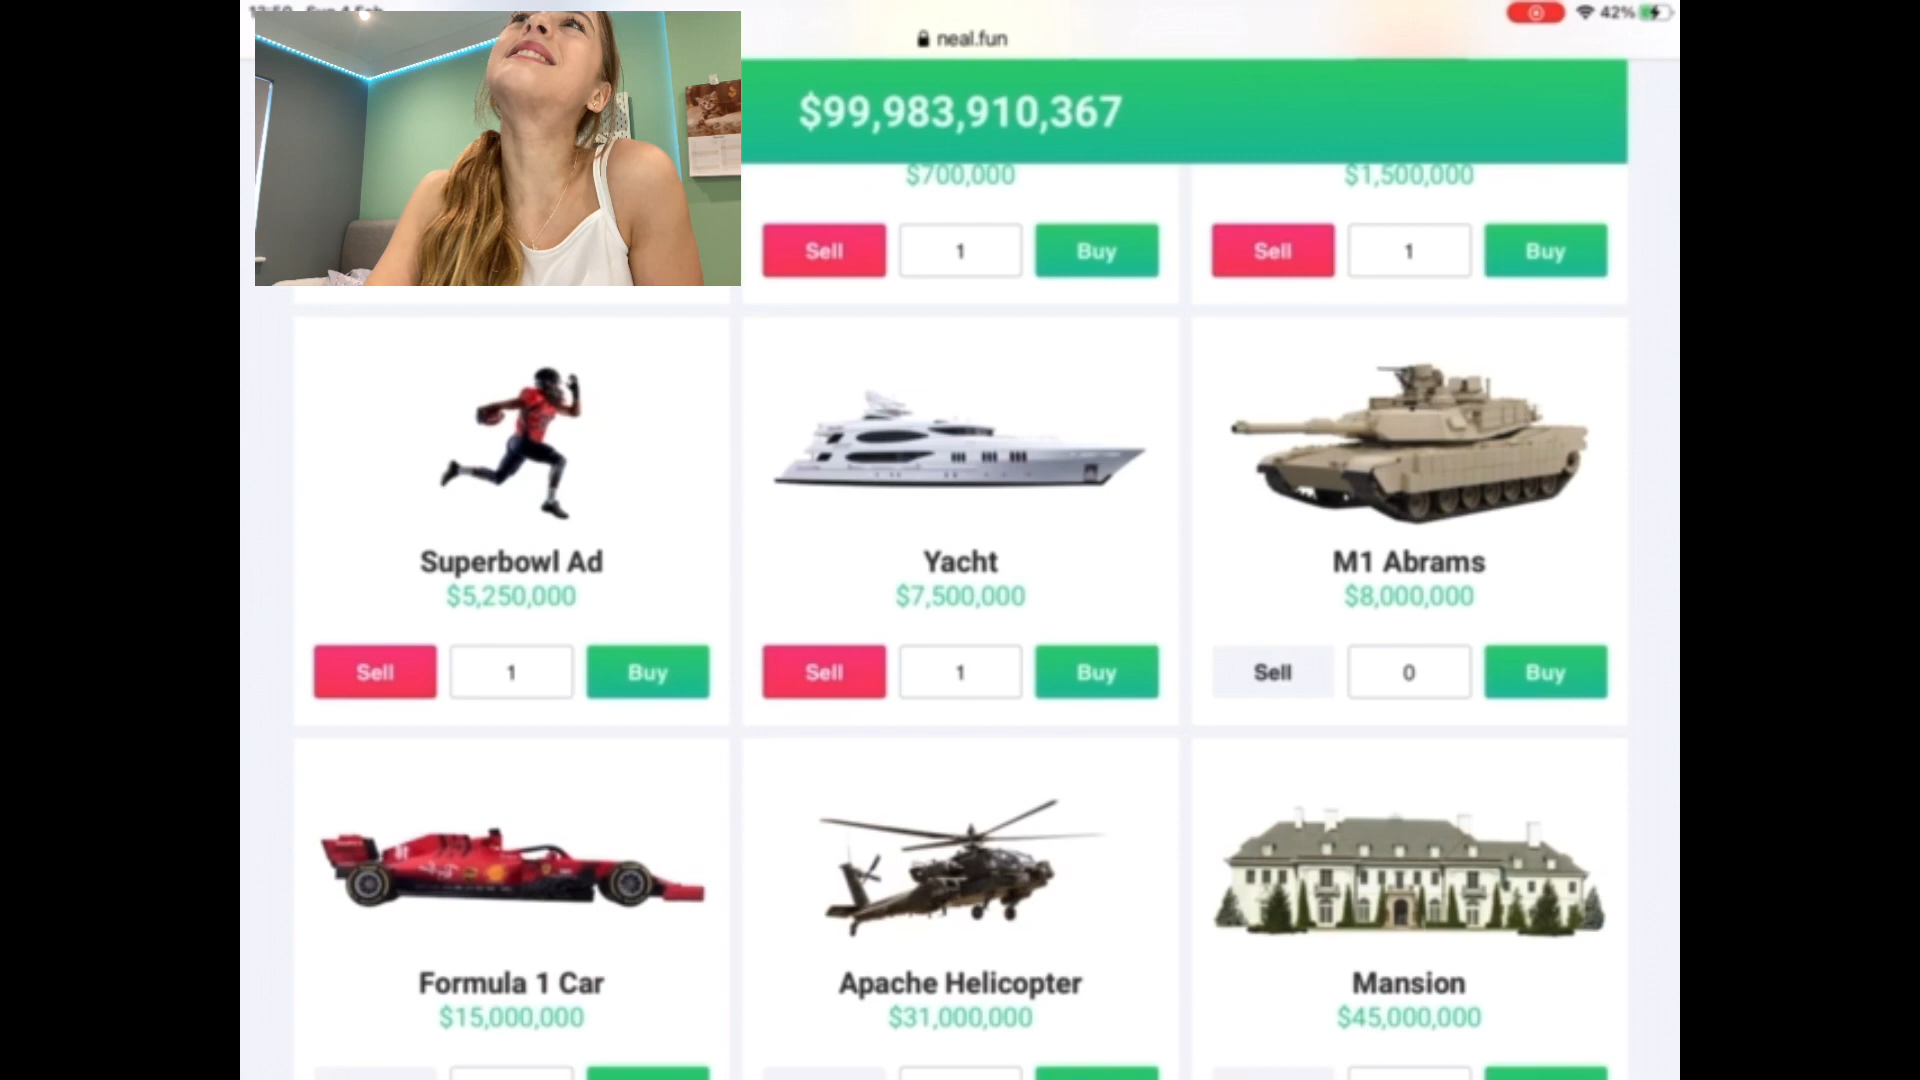 42%
neal.fun
$99,983,910,367
$700,000 $1,500,000
Sell 1 Buy Sell 1 Buy
Superbowl Ad Yacht M1 Abrams
$5,250,000 $7,500,000 $8,000,000
Sell 1 Buy Sell 1 Buy Sell 0 Buy
Formula 1 Car Apache Helicopter Mansion
$15,000,000 $31,000,000 $45,000,000